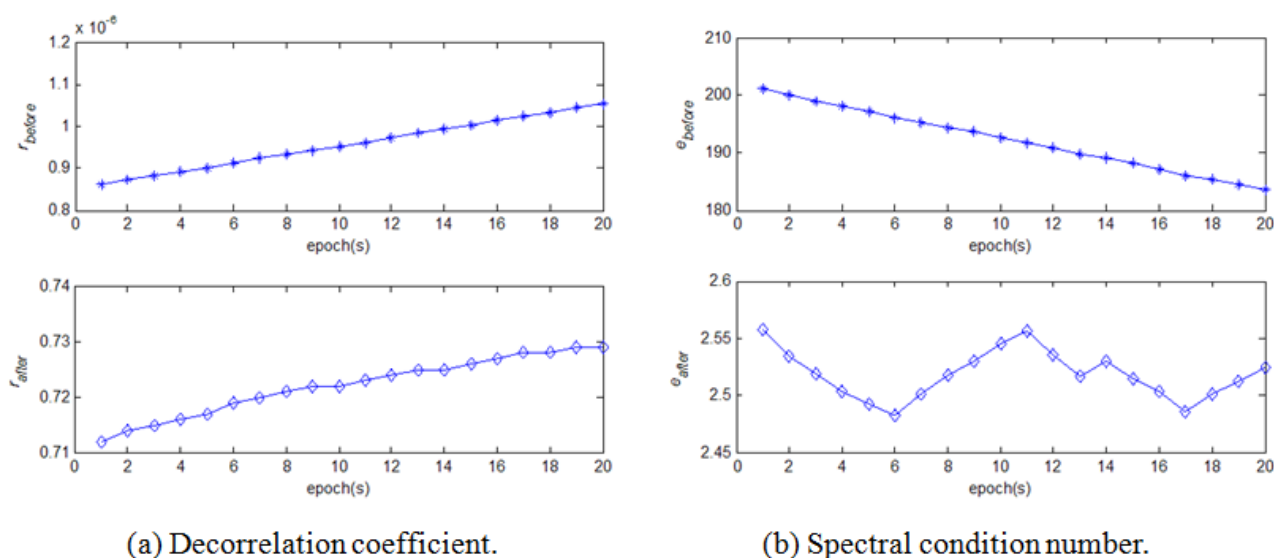 x 10⁻⁶
1.2
1.1
1
0.9
0.8
r before
0 2 4 6 8 10 12 14 16 18 20
epoch(s)
0.74
0.73
0.72
0.71
r after
0 2 4 6 8 10 12 14 16 18 20
epoch(s)
(a) Decorrelation coefficient.
210
200
190
180
e before
0 2 4 6 8 10 12 14 16 18 20
epoch(s)
2.6
2.55
2.5
2.45
e after
0 2 4 6 8 10 12 14 16 18 20
epoch(s)
(b) Spectral condition number.